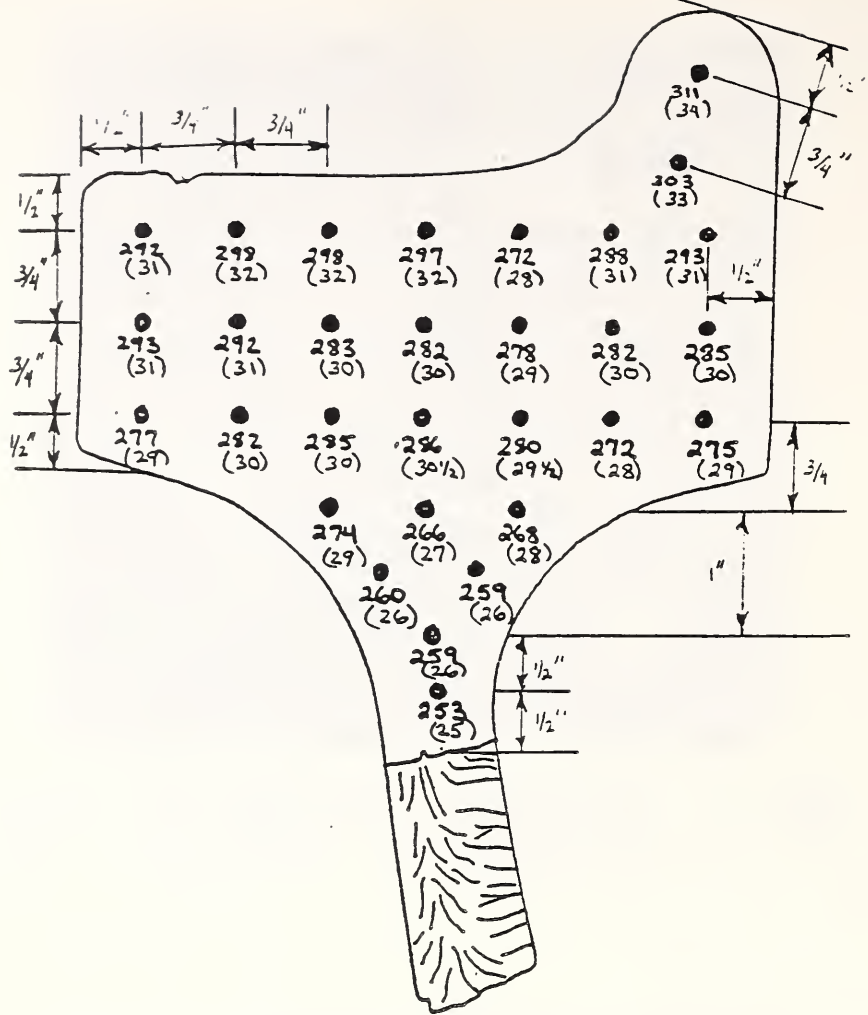 1/2"
311
(34)
1/2" 3/4" 3/4"
3/4"
303
(33)
1/2"
292 298 298 297 272 288 293
(31) (32) (32) (32) (28) (31) (31)
3/4"
1/2"
293 292 283 282 278 282 285
(31) (31) (30) (30) (29) (30) (30)
3/4"
277 282 285 286 280 272 275
(29) (30) (30) (30 1/2) (29 1/2) (28) (29)
1/2"
3/4
274 266 268
(29) (27) (28)
1"
260 259
(26) (26)
259
(26)
1/2"
253
(25)
1/2"